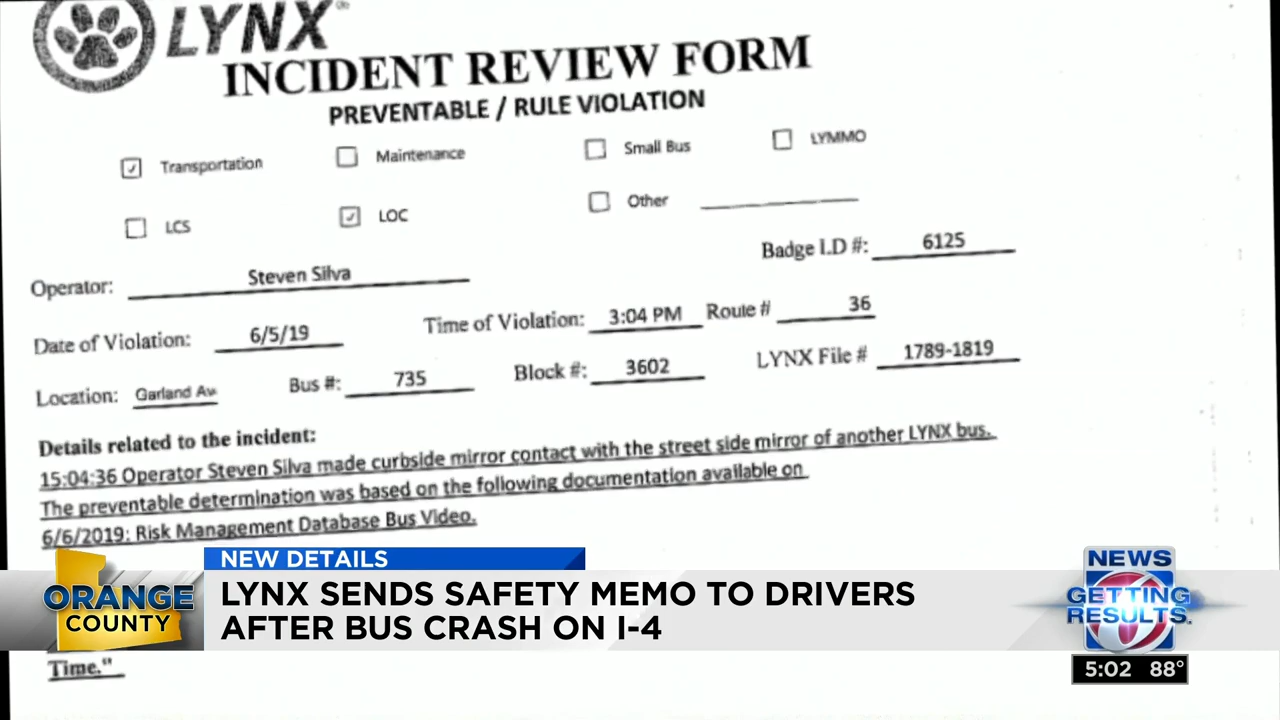 LYNX®
INCIDENT REVIEW FORM
PREVENTABLE / RULE VIOLATION
Transportation Maintenance Small Bus LYMMO
LCS LOC Other
Badge I.D #: 6125
Operator: Steven Silva
Date of Violation: 6/5/19 Time of Violation: 3:04 PM Route # 36
Location: Garland Av Bus #: 735 Block #: 3602 LYNX File # 1789-1819
Details related to the incident:
15:04:36 Operator Steven Silva made curbside mirror contact with the street side mirror of another LYNX bus.
The preventable determination was based on the following documentation available on
6/6/2019: Risk Management Database Bus Video.
NEW DETAILS
ORANGE COUNTY
LYNX SENDS SAFETY MEMO TO DRIVERS
AFTER BUS CRASH ON I-4
NEWS
GETTING
RESULTS.
Time."
5:02 88°